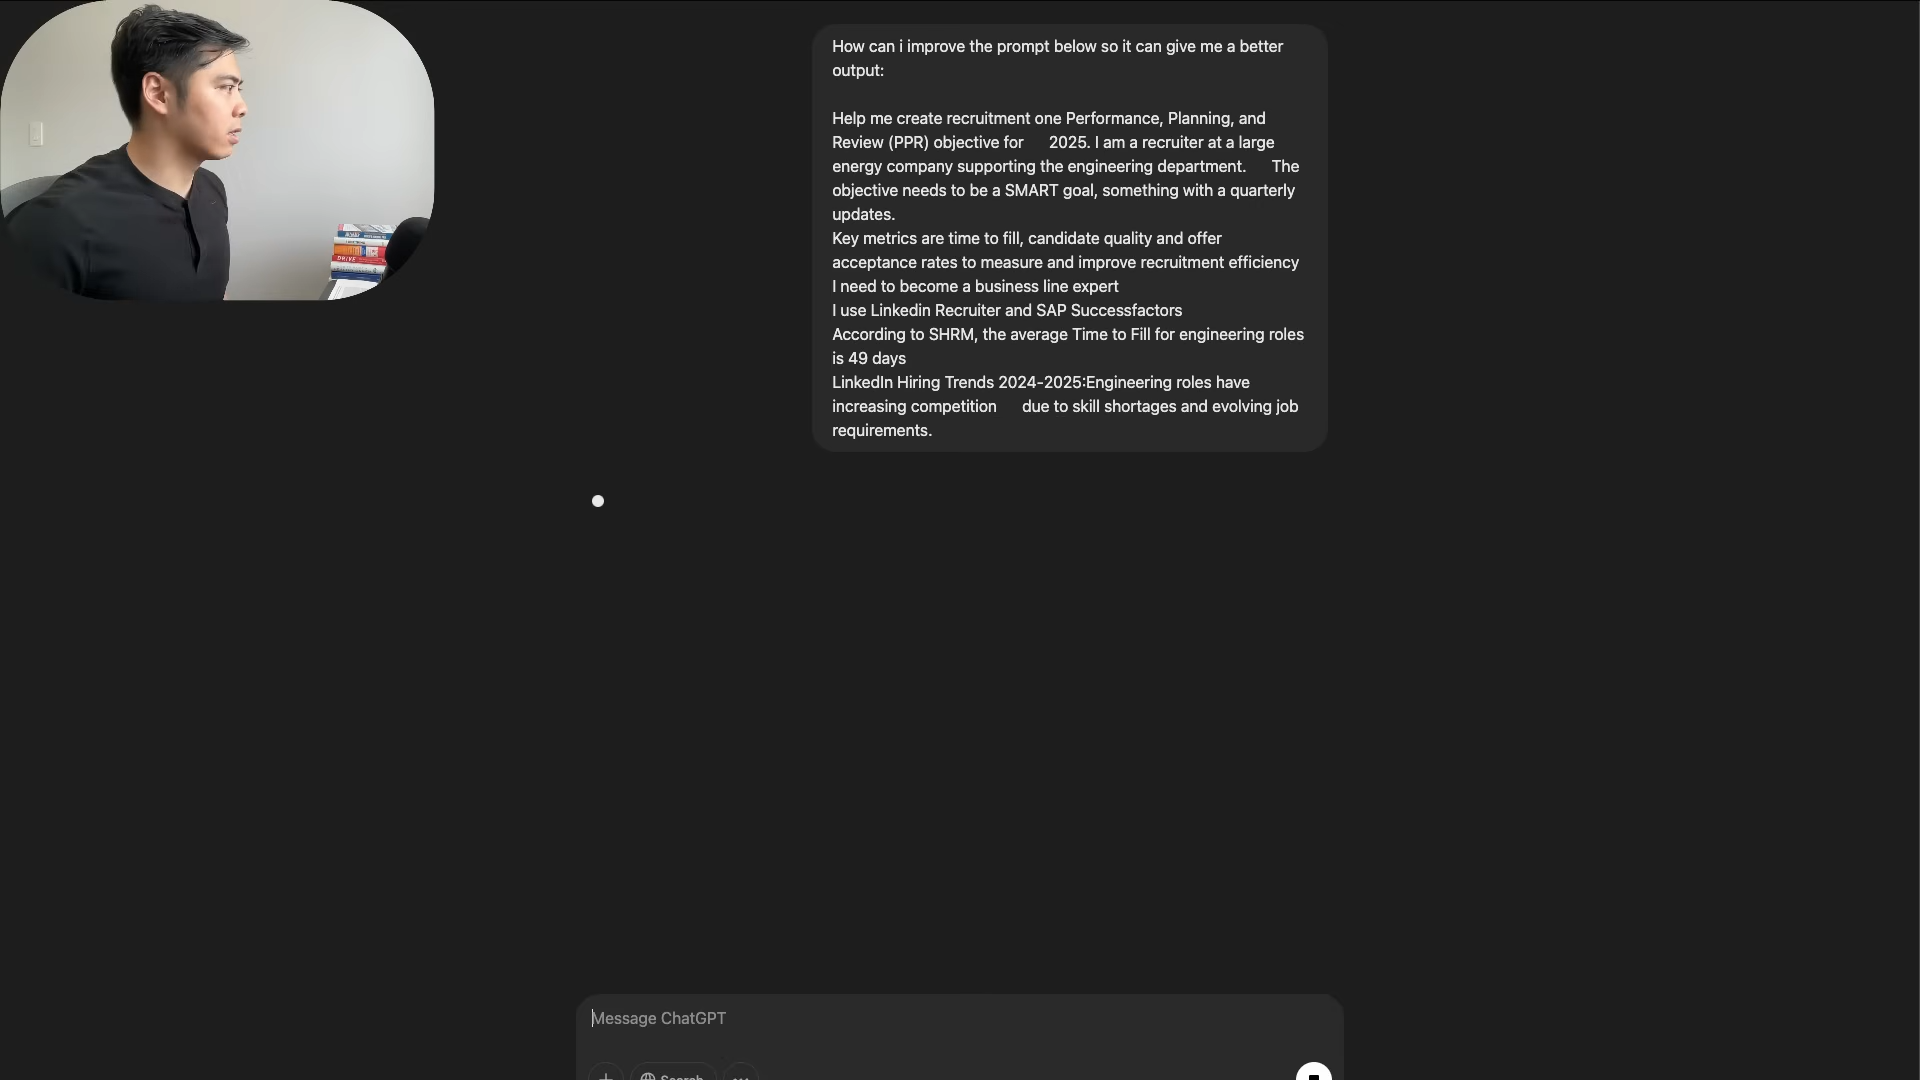 How can i improve the prompt below so it can give me a better
output:
Help me create recruitment one Performance, Planning, and
Review (PPR) objective for 2025. I am a recruiter at a large
energy company supporting the engineering department. The
objective needs to be a SMART goal, something with a quarterly
updates.
Key metrics are time to fill, candidate quality and offer
acceptance rates to measure and improve recruitment efficiency
I need to become a business line expert
I use Linkedin Recruiter and SAP Successfactors
According to SHRM, the average Time to Fill for engineering roles
is 49 days
LinkedIn Hiring Trends 2024-2025:Engineering roles have
increasing competition due to skill shortages and evolving job
requirements.
DRIVE
Message ChatGPT
Search